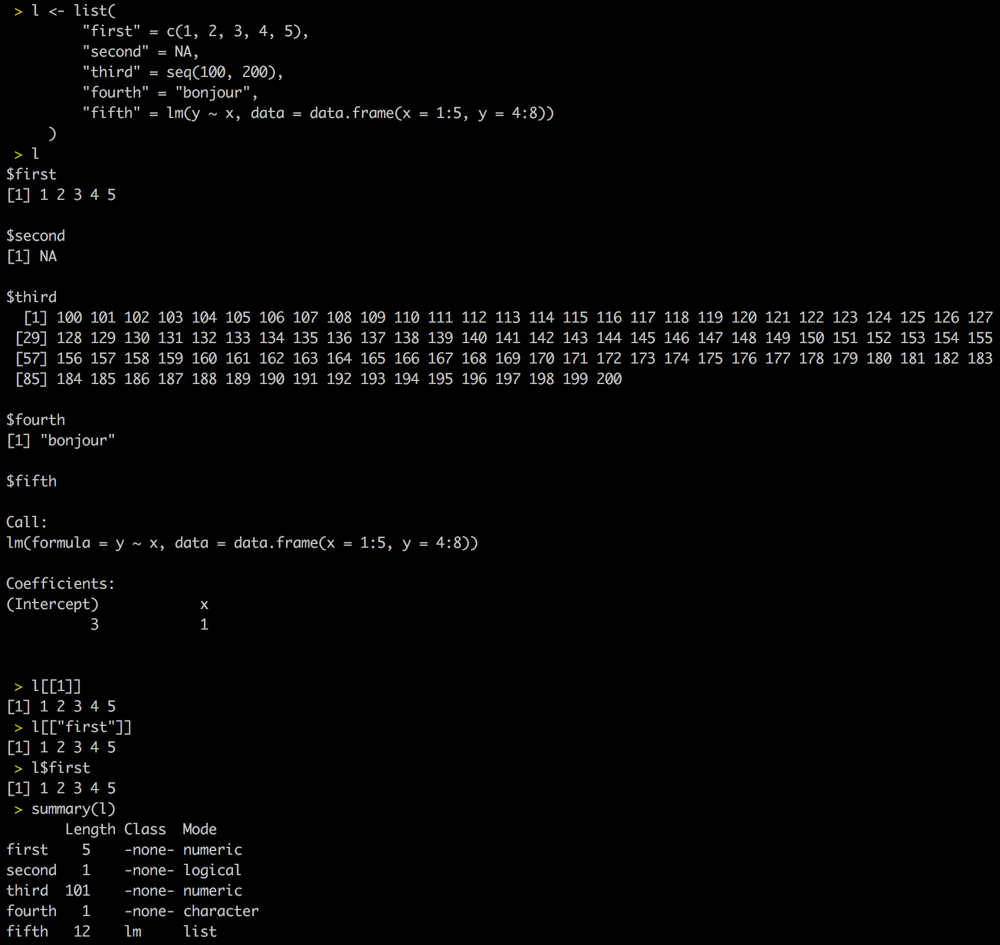 > l <- list(
"first" = c(1, 2, 3, 4, 5),
"second" = NA,
"third" = seq(100, 200),
"fourth" = "bonjour",
"fifth" = lm(y ~ x, data = data.frame(x = 1:5, y = 4:8))
)
> l
$first
[1] 1 2 3 4 5
$second
[1] NA
$third
[1] 100 101 102 103 104 105 106 107 108 109 110 111 112 113 114 115 116 117 118 119 120 121 122 123 124 125 126 127
[29] 128 129 130 131 132 133 134 135 136 137 138 139 140 141 142 143 144 145 146 147 148 149 150 151 152 153 154 155
[57] 156 157 158 159 160 161 162 163 164 165 166 167 168 169 170 171 172 173 174 175 176 177 178 179 180 181 182 183
[85] 184 185 186 187 188 189 190 191 192 193 194 195 196 197 198 199 200
$fourth
[1] "bonjour"
$fifth
Call:
lm(formula = y ~ x, data = data.frame(x = 1:5, y = 4:8))
Coefficients:
(Intercept) x
3 1
> l[[1]]
[1] 1 2 3 4 5
> l[["first"]]
[1] 1 2 3 4 5
> l$first
[1] 1 2 3 4 5
> summary(l)
Length Class Mode
first 5 -none- numeric
second 1 -none- logical
third 101 -none- numeric
fourth 1 -none- character
fifth 12 lm list